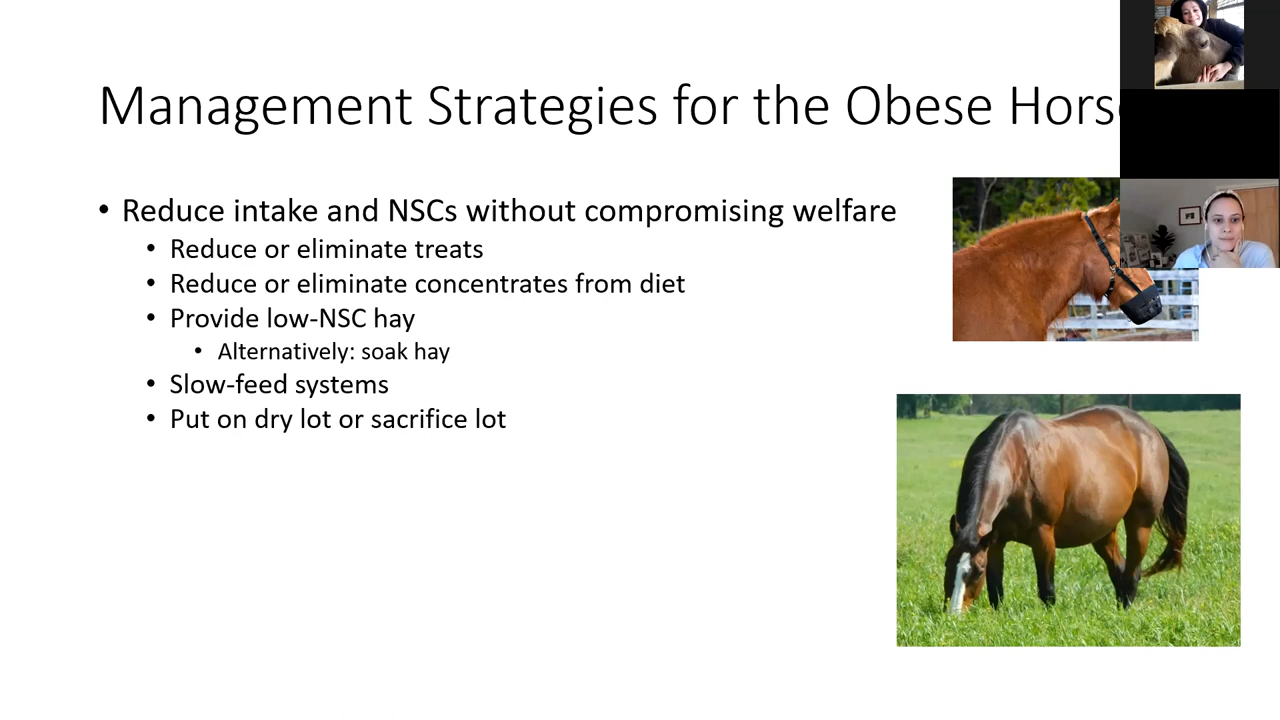 Management Strategies for the Obese Hors
• Reduce intake and NSCs without compromising welfare
• Reduce or eliminate treats
• Reduce or eliminate concentrates from diet
• Provide low-NSC hay
• Alternatively: soak hay
• Slow-feed systems
• Put on dry lot or sacrifice lot